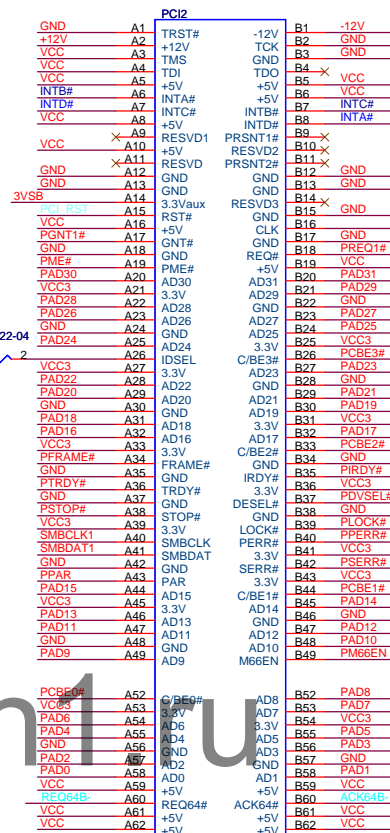 PCI2
GND A1 TRST# -12V B1 -12V
+12V A2 +12V TCK B2 GND
VCC A3 TMS GND B3 GND
VCC A4 TDI TDO B4
VCC A5 +5V +5V B5 VCC
INTB# A6 INTA# +5V B6 VCC
INTD# A7 INTC# INTB# B7 INTC#
VCC A8 +5V INTD# B8 INTA#
A9 RESVD1 PRSNT1# B9
VCC A10 +5V RESVD2 B10
A11 RESVD PRSNT2# B11
GND A12 GND GND B12 GND
GND A13 GND GND B13 GND
3VSB A14 3.3Vaux RESVD3 B14
PCI_RST A15 RST# GND B15 GND
VCC A16 +5V CLK B16
PGNT1# A17 GNT# GND B17 GND
GND A18 GND REQ# B18 PREQ1#
PME# A19 PME# +5V B19 VCC
PAD30 A20 AD30 AD31 B20 PAD31
VCC3 A21 3.3V AD29 B21 PAD29
PAD28 A22 AD28 GND B22 GND
PAD26 A23 AD26 AD27 B23 PAD27
GND A24 GND AD25 B24 PAD25
22-04 PAD24 A25 AD24 3.3V B25 VCC3
2 A26 IDSEL C/BE3# B26 PCBE3#
VCC3 A27 3.3V AD23 B27 PAD23
PAD22 A28 AD22 GND B28 GND
PAD20 A29 AD20 AD21 B29 PAD21
GND A30 GND AD19 B30 PAD19
PAD18 A31 AD18 3.3V B31 VCC3
PAD16 A32 AD16 AD17 B32 PAD17
VCC3 A33 3.3V C/BE2# B33 PCBE2#
PFRAME# A34 FRAME# GND B34 GND
GND A35 GND IRDY# B35 PIRDY#
PTRDY# A36 TRDY# 3.3V B36 VCC3
GND A37 GND DESEL# B37 PDVSEL#
PSTOP# A38 STOP# GND B38 GND
VCC3 A39 3.3V LOCK# B39 PLOCK#
SMBCLK1 A40 SMBCLK PERR# B40 PPERR#
SMBDAT1 A41 SMBDAT 3.3V B41 VCC3
GND A42 GND SERR# B42 PSERR#
PPAR A43 PAR 3.3V B43 VCC3
PAD15 A44 AD15 C/BE1# B44 PCBE1#
VCC3 A45 3.3V AD14 B45 PAD14
PAD13 A46 AD13 GND B46 GND
PAD11 A47 AD11 AD12 B47 PAD12
GND A48 GND AD10 B48 PAD10
PAD9 A49 AD9 M66EN B49 PM66EN
n1.ru
PCBE0# A52 C/BE0# AD8 B52 PAD8
VCC3 A53 3.3V AD7 B53 PAD7
PAD6 A54 AD6 3.3V B54 VCC3
PAD4 A55 AD4 AD5 B55 PAD5
GND A56 GND AD3 B56 PAD3
PAD2 A57 AD2 GND B57 GND
PAD0 A58 AD0 AD1 B58 PAD1
VCC A59 +5V +5V B59 VCC
REQ64B- A60 REQ64# ACK64# B60 ACK64B-
VCC A61 +5V +5V B61 VCC
VCC A62 +5V +5V B62 VCC